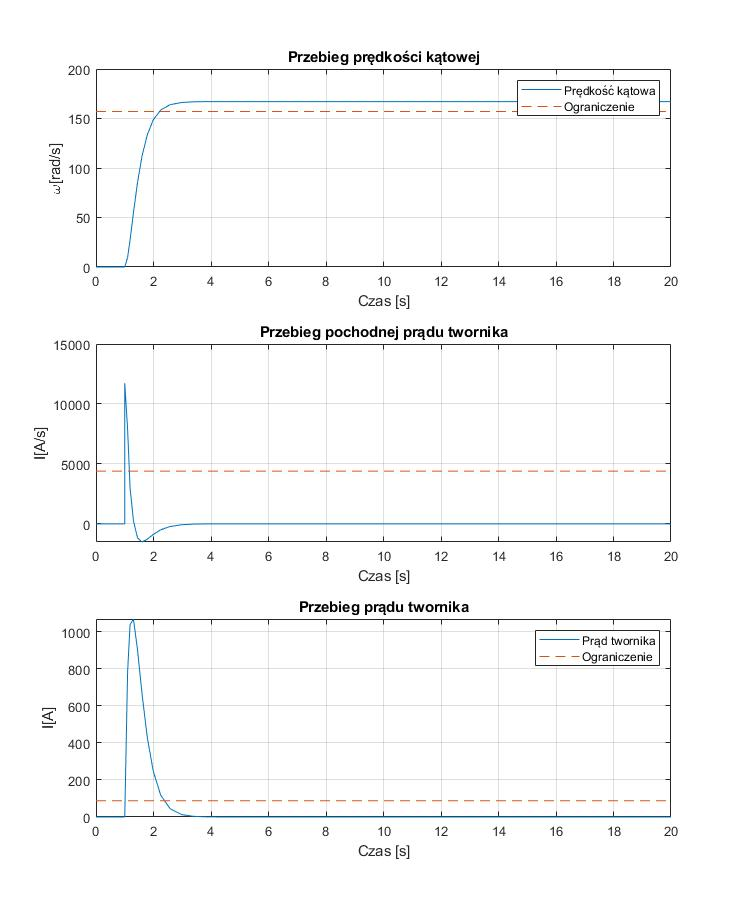 Przebieg prędkości kątowej
200
150
100
50
0
ω[rad/s]
Prędkość kątowa
Ograniczenie
0 2 4 6 8 10 12 14 16 18 20
Czas [s]
Przebieg pochodnej prądu twornika
15000
10000
5000
0
I[A/s]
0 2 4 6 8 10 12 14 16 18 20
Czas [s]
Przebieg prądu twornika
1000
800
600
400
200
0
I[A]
Prąd twornika
Ograniczenie
0 2 4 6 8 10 12 14 16 18 20
Czas [s]